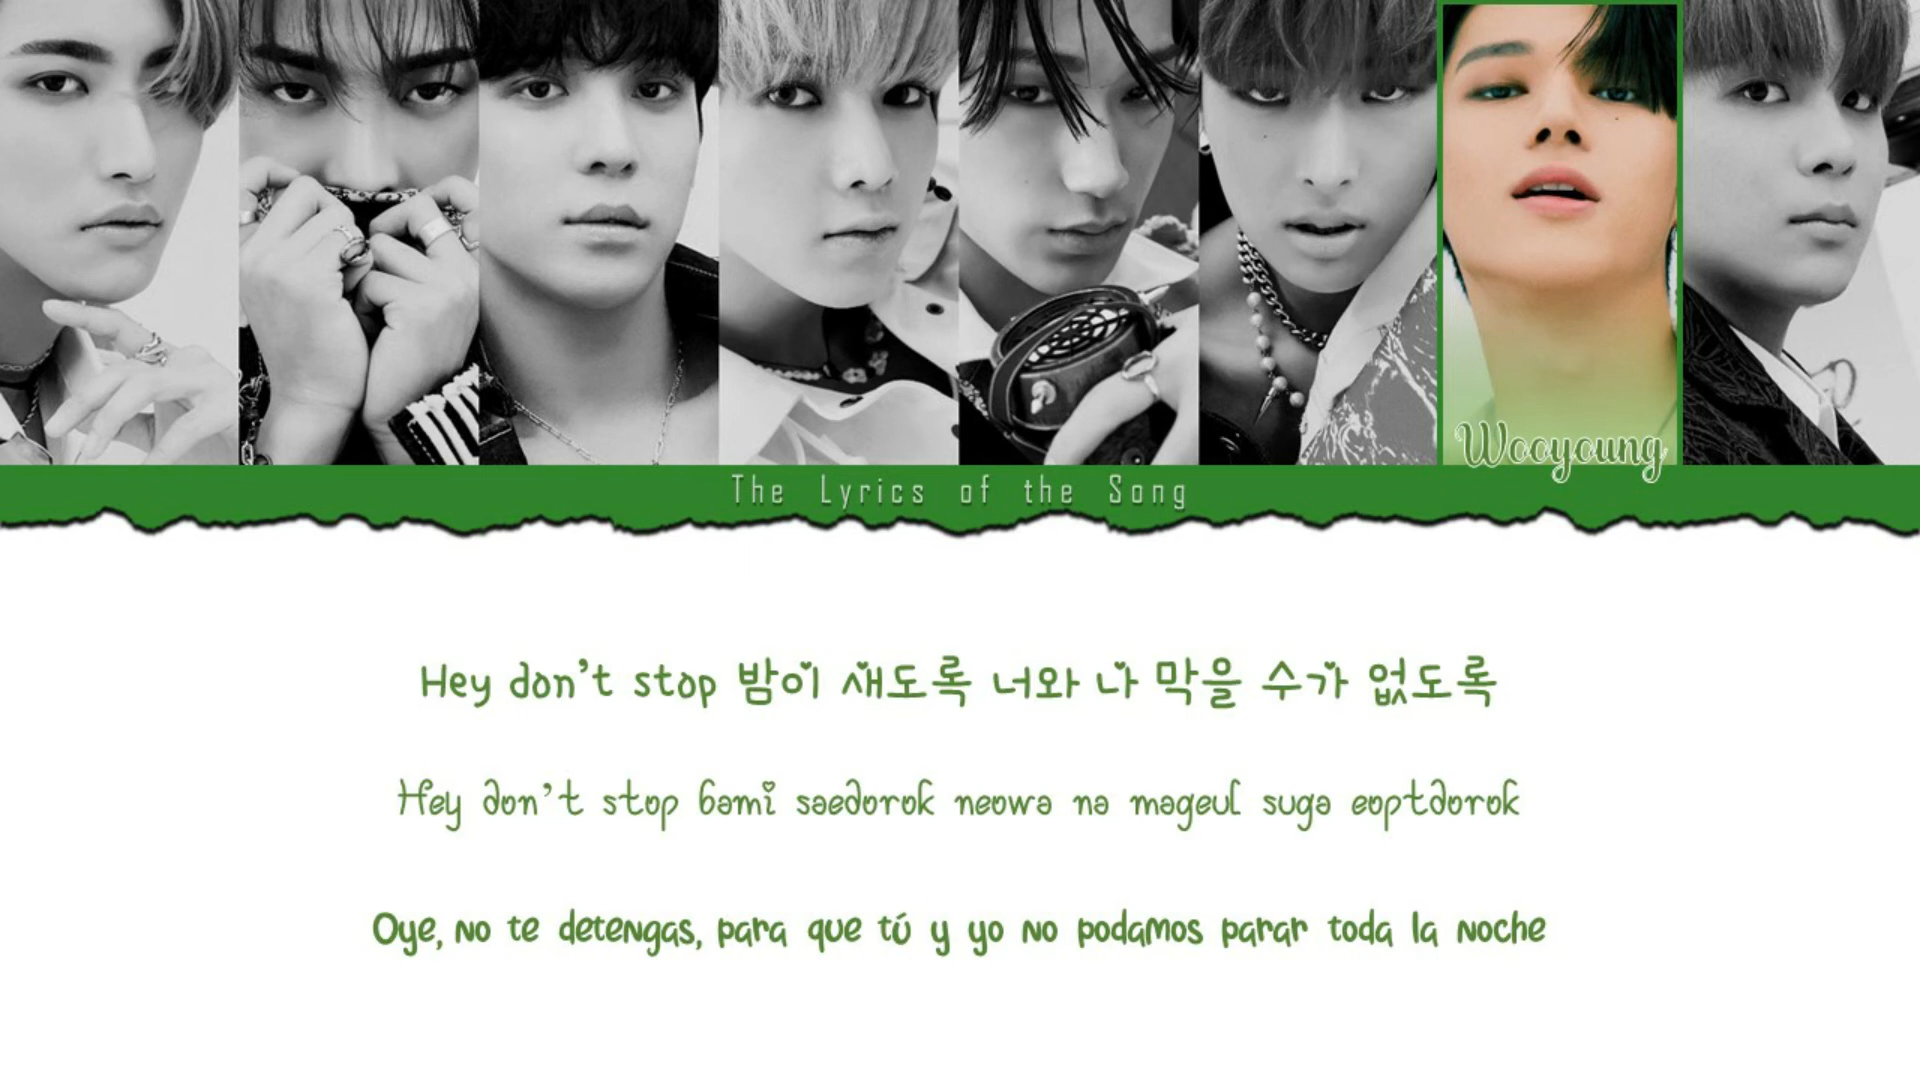 Wooyoung
The Lyrics of the Song
Hey don't stop 밤이 새도록 너와 나 막을 수가 없도록
Hey don't stop bami saedorok neowa na mageul suga eoptdorok
Oye, no te detengas, para que tú y yo no podamos parar toda la noche